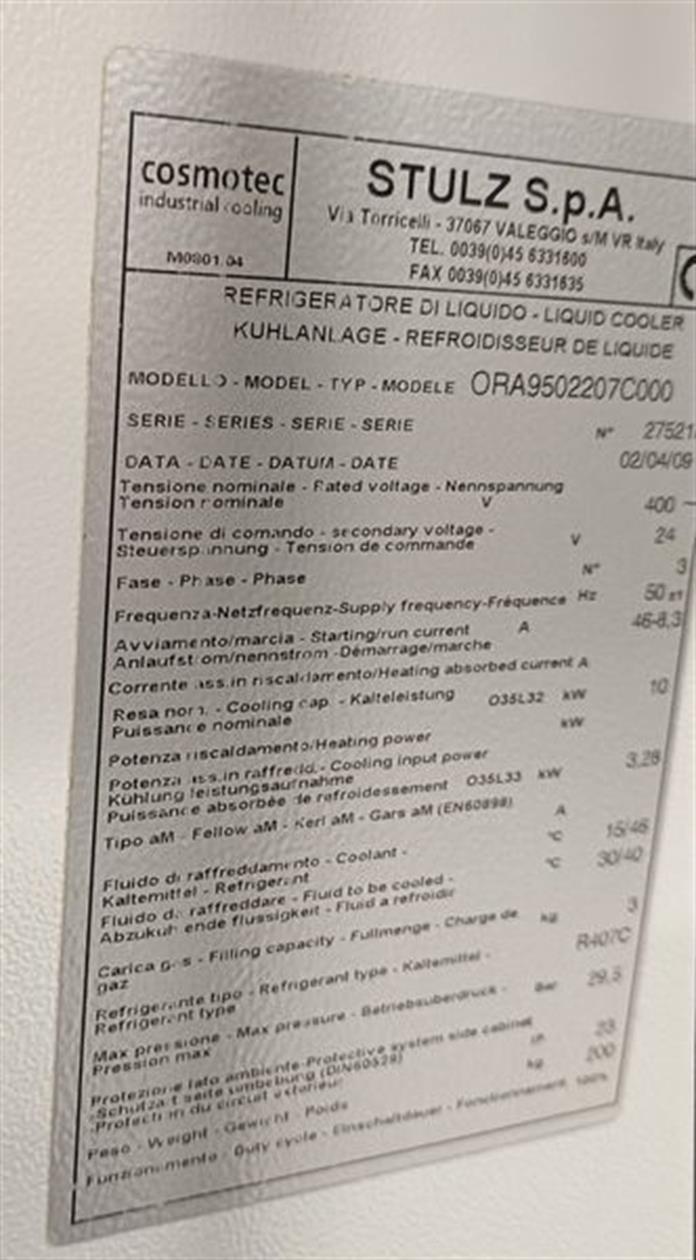 cosmotec
industrial cooling
M0901.04
STULZ S.p.A.
Via Torricelli - 37067 VALEGGIO s/M VR Italy
TEL. 0039(0)45 6331600
FAX 0039(0)45 6331635
REFRIGERATORE DI LIQUIDO - LIQUID COOLER
KUHLANLAGE - REFROIDISSEUR DE LIQUIDE
MODELLO - MODEL - TYP - MODELE ORA9502207C000
SERIE - SERIES - SERIE - SERIE N° 27521
DATA - DATE - DATUM - DATE 02/04/09
Tensione nominale - Rated voltage - Nennspannung
Tension nominale V 400 ~
Tensione di comando - secondary voltage -
Steuerspannung - Tension de commande V 24
Fase - Phase - Phase N° 3
Frequenza-Netzfrequenz-Supply frequency-Fréquence Hz 50
Avviamento/marcia - Starting/run current A 46-8,3
Anlaufstrom/nennstrom -Démarrage/marche
Corrente ass.in riscaldamento/Heating absorbed current A
Resa nom. - Cooling cap. - Kalteleistung O35L32 kW 10
Puissance nominale
Potenza riscaldamento/Heating power kW
Potenza ass.in raffredd.- Cooling input power
Kühlung leistungsaufnahme
Puissance absorbée de refroidessement O35L33 kW 3,28
Tipo aM - Fellow aM - Kerl aM - Gars aM (EN60898) A
Fluido di raffreddamento - Coolant -
Kaltemittel - Refrigerant °C 15/45
Fluido da raffreddare - Fluid to be cooled - °C 30/40
Abzukuhlende flussigkeit - Fluid a refroidir
Carica gas - Filling capacity - Fullmenge - Charge de kg 3
gaz
Refrigerante tipo - Refrigerant type - Kaltemittel - R407C
Refrigerant type
Max pressione - Max pressure - Betriebsuberdruck - Bar 29,5
Pression max
Protezione lato ambiente-Protective system side cabinet
-Schutzart seite umbebung (DIN60529) IP 23
-Protection du circuit exterieur
Peso - Weight - Gewicht - Poids kg 200
Funzionamento - Duty cycle - Einschaltdauer - Fonctionnement 100%